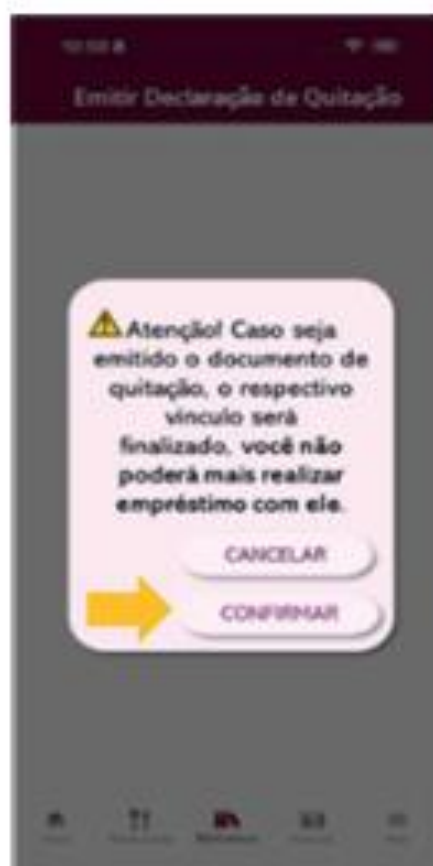 Emitir Declaração de Quitação
Atenção! Caso seja
emitido o documento de
quitação, o respectivo
vínculo será
finalizado, você não
poderá mais realizar
empréstimo com ele.
CANCELAR
CONFIRMAR